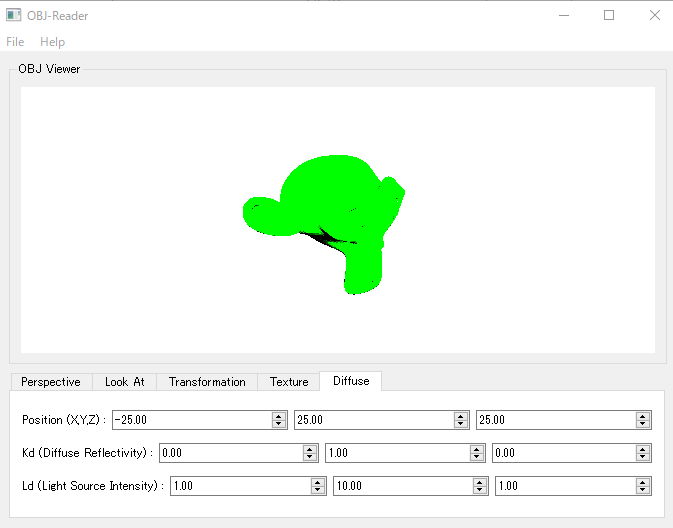 OBJ-Reader
File Help
OBJ Viewer
Perspective Look At Transformation Texture Diffuse
Position (X,Y,Z) : -25.00 25.00 25.00
Kd (Diffuse Reflectivity) : 0.00 1.00 0.00
Ld (Light Source Intensity) : 1.00 10.00 1.00